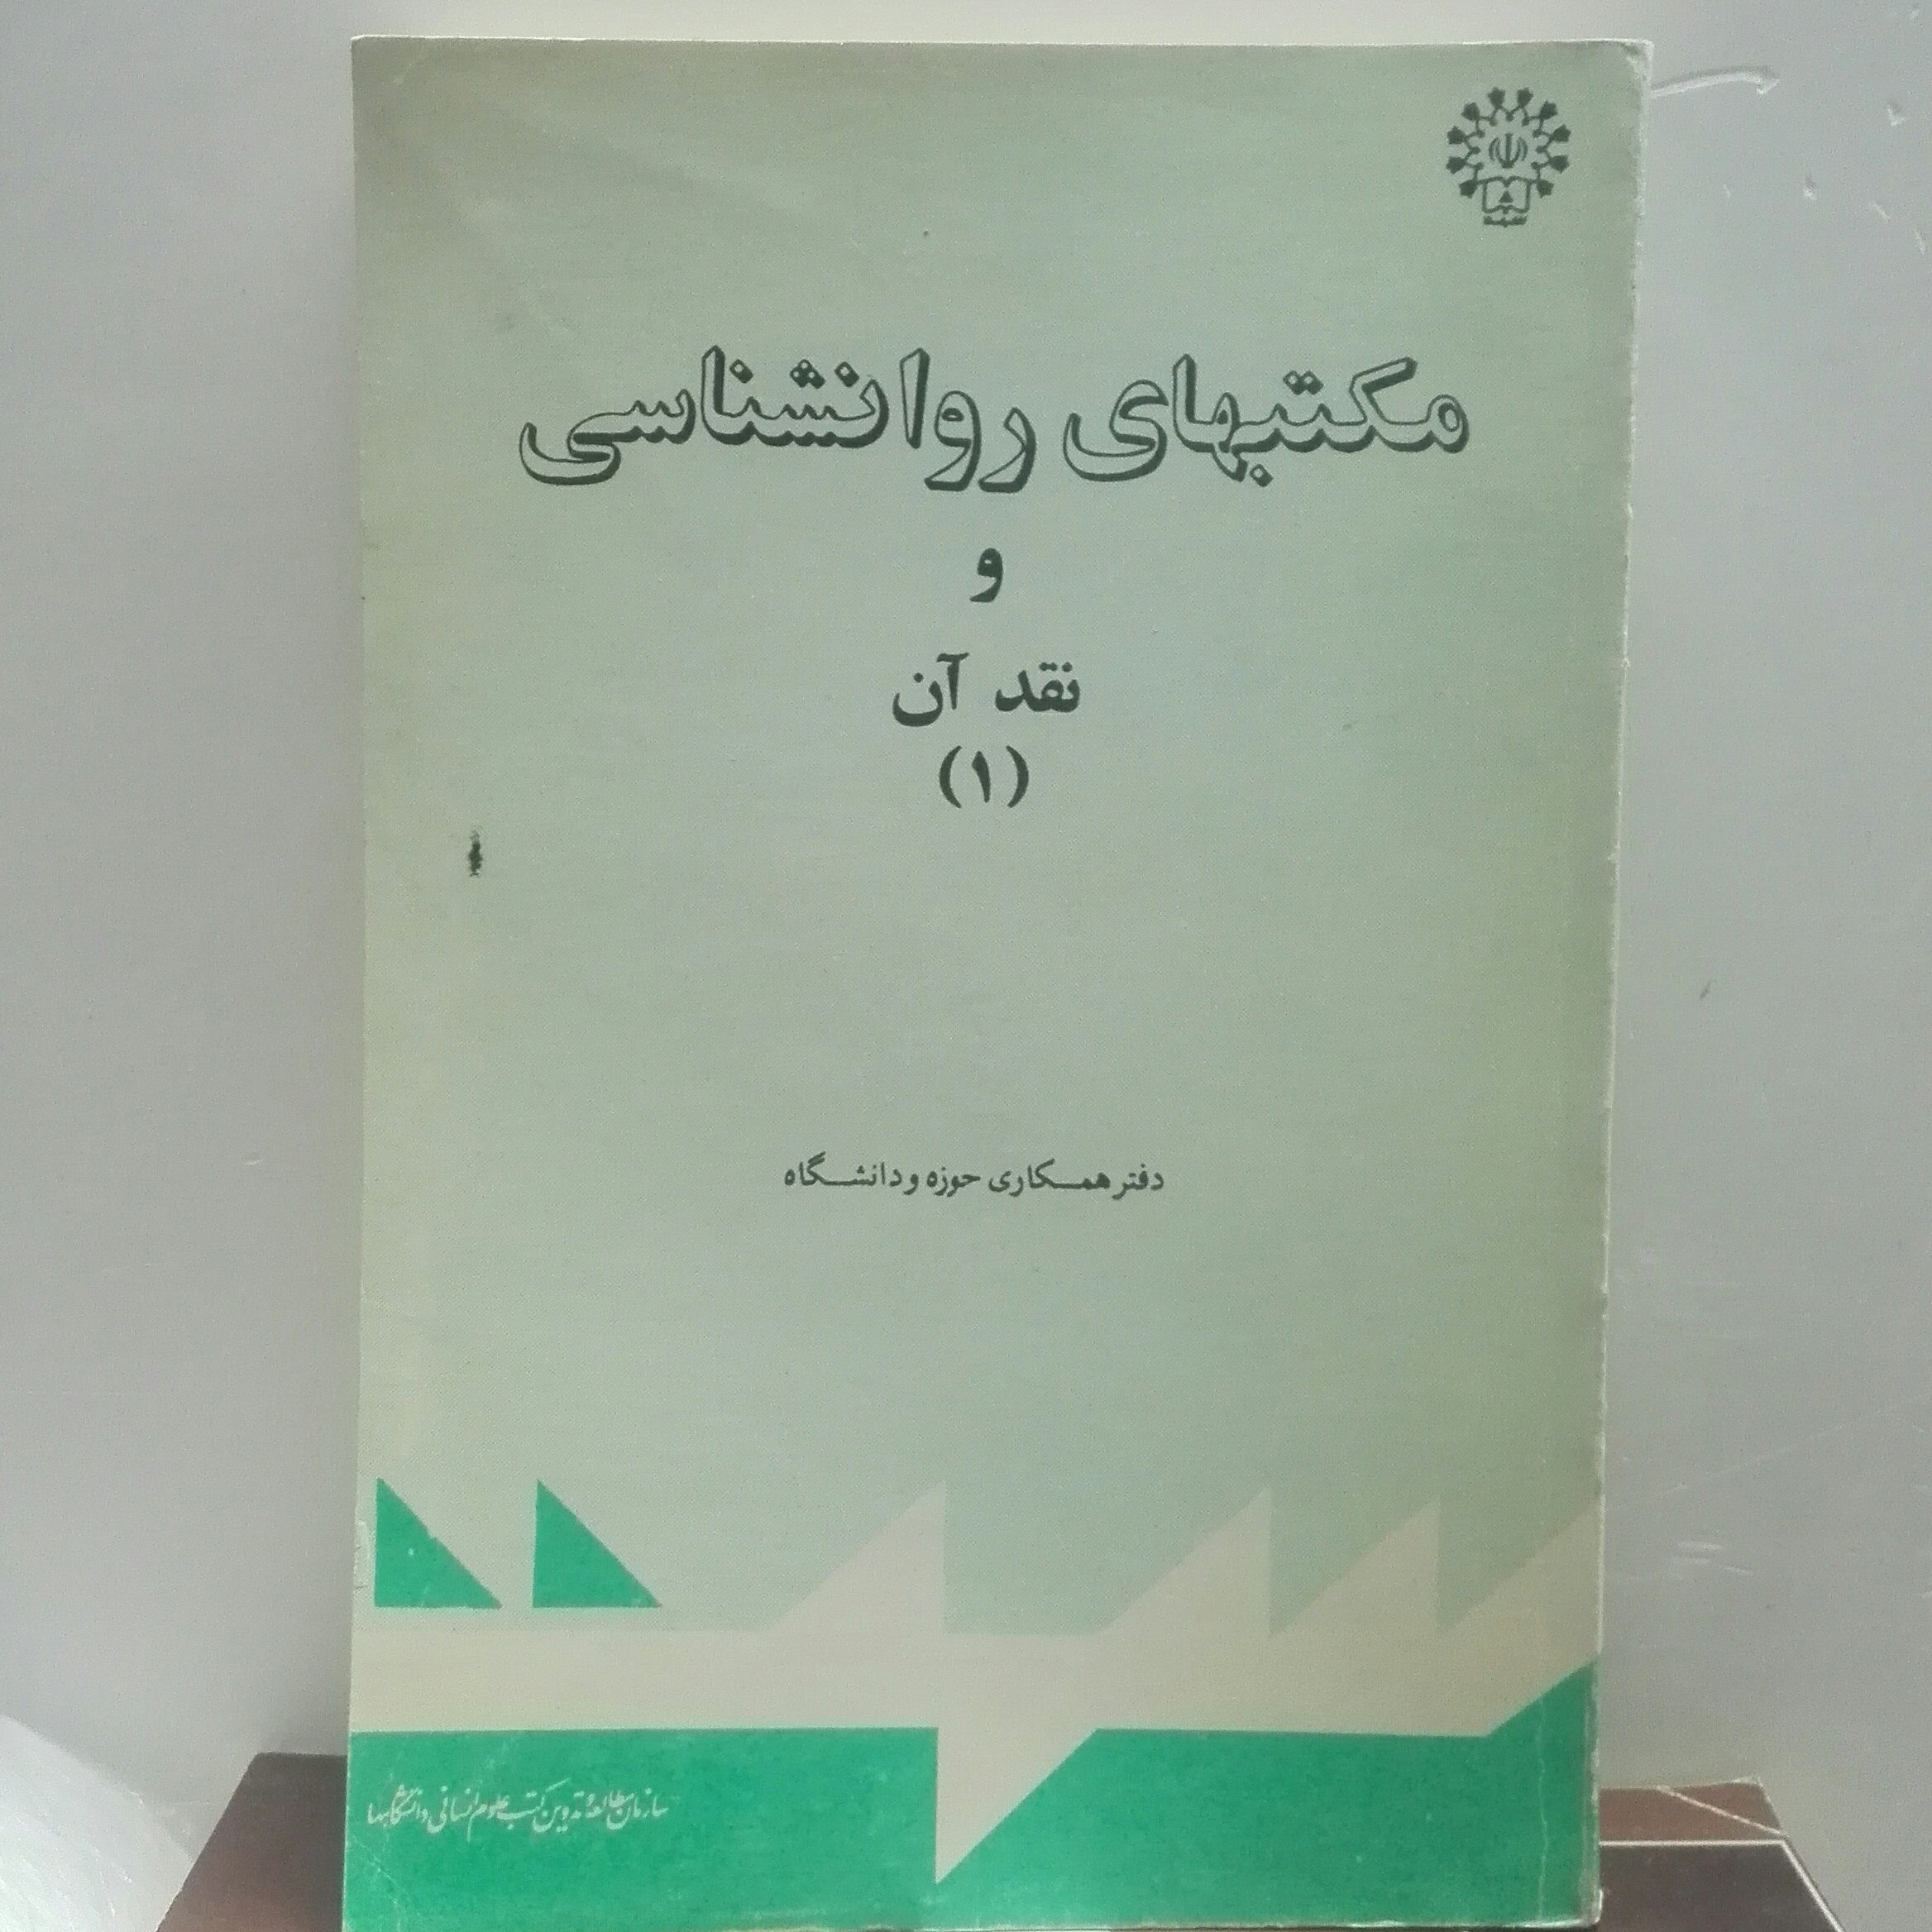 مکتبهای روانشناسی
و
نقد آن
(۱)
دفتر همکاری حوزه و دانشگاه
سازمان مطالعه و تدوین کتب علوم انسانی دانشگاهها